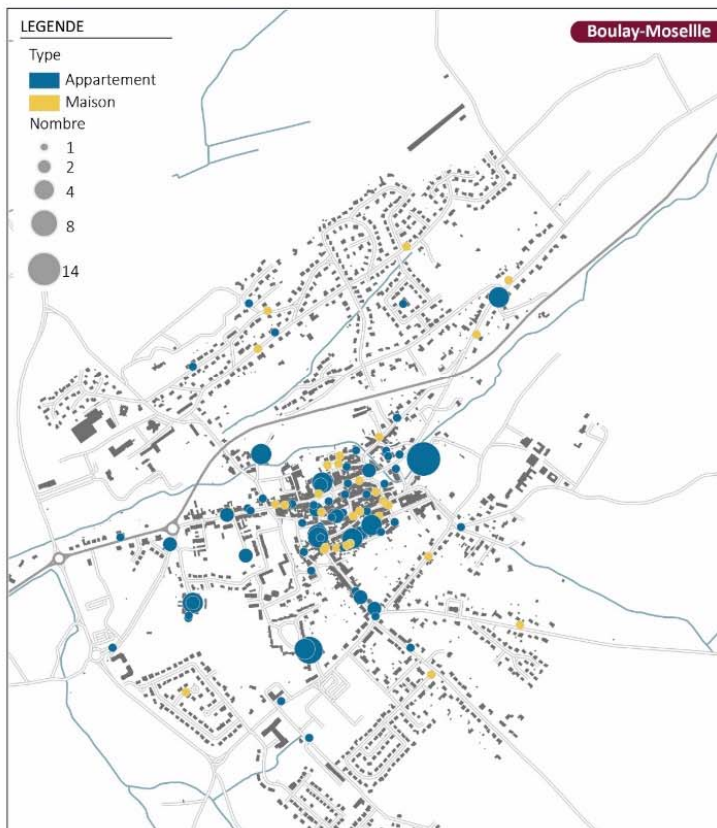 LEGENDE
Boulay-Mosellle
Type
Appartement
Maison
Nombre
1
2
4
8
14